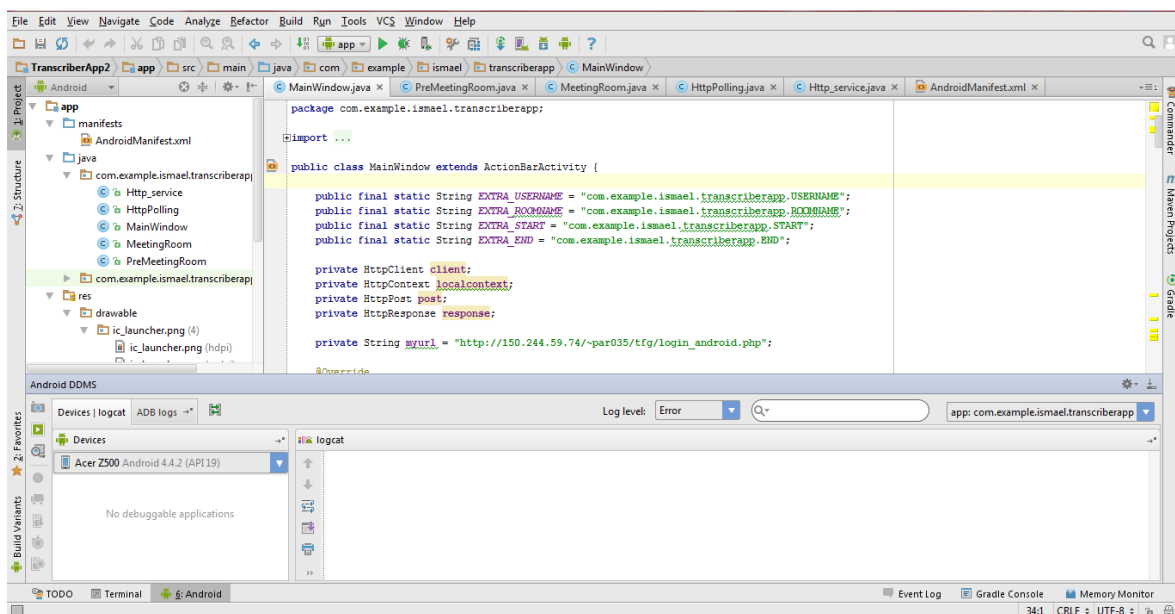 File Edit View Navigate Code Analyze Refactor Build Run Tools VCS Window Help
app
TranscriberApp2 app src main java com example ismael transcriberapp MainWindow
Android
MainWindow.java × PreMeetingRoom.java × MeetingRoom.java × HttpPolling.java × Http_service.java × AndroidManifest.xml ×
1: Project
Z: Structure
2: Favorites
Build Variants
app
manifests
AndroidManifest.xml
java
com.example.ismael.transcriberapp
Http_service
HttpPolling
MainWindow
MeetingRoom
PreMeetingRoom
com.example.ismael.transcriberapp
res
drawable
ic_launcher.png (4)
ic_launcher.png (hdpi)
package com.example.ismael.transcriberapp;
import ...
public class MainWindow extends ActionBarActivity {
public final static String EXTRA_USERNAME = "com.example.ismael.transcriberapp.USERNAME";
public final static String EXTRA_ROOMNAME = "com.example.ismael.transcriberapp.ROOMNAME";
public final static String EXTRA_START = "com.example.ismael.transcriberapp.START";
public final static String EXTRA_END = "com.example.ismael.transcriberapp.END";
private HttpClient client;
private HttpContext localcontext;
private HttpPost post;
private HttpResponse response;
private String myurl = "http://150.244.59.74/~par035/tfg/login_android.php";
@Override
Commander
Maven Projects
Gradle
Android DDMS
Devices | logcat ADB logs
Log level: Error
app: com.example.ismael.transcriberapp
Devices
logcat
Acer Z500 Android 4.4.2 (API 19)
No debuggable applications
TODO Terminal 6: Android Event Log Gradle Console Memory Monitor
34:1 CRLF UTF-8